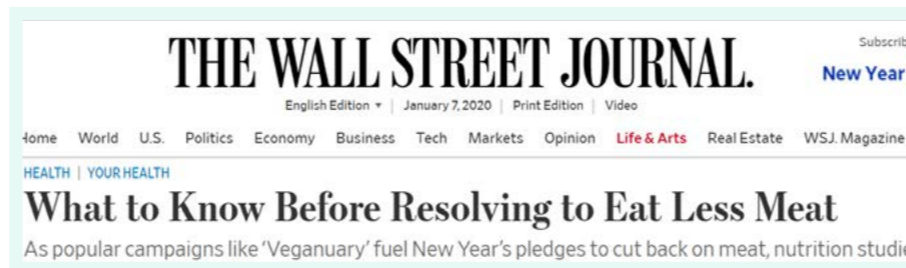 THE WALL STREET JOURNAL.
Subscrib
New Year
English Edition ▾ | January 7, 2020 | Print Edition | Video
Home World U.S. Politics Economy Business Tech Markets Opinion Life & Arts Real Estate WSJ. Magazine
HEALTH | YOUR HEALTH
What to Know Before Resolving to Eat Less Meat
As popular campaigns like ‘Veganuary’ fuel New Year’s pledges to cut back on meat, nutrition studie